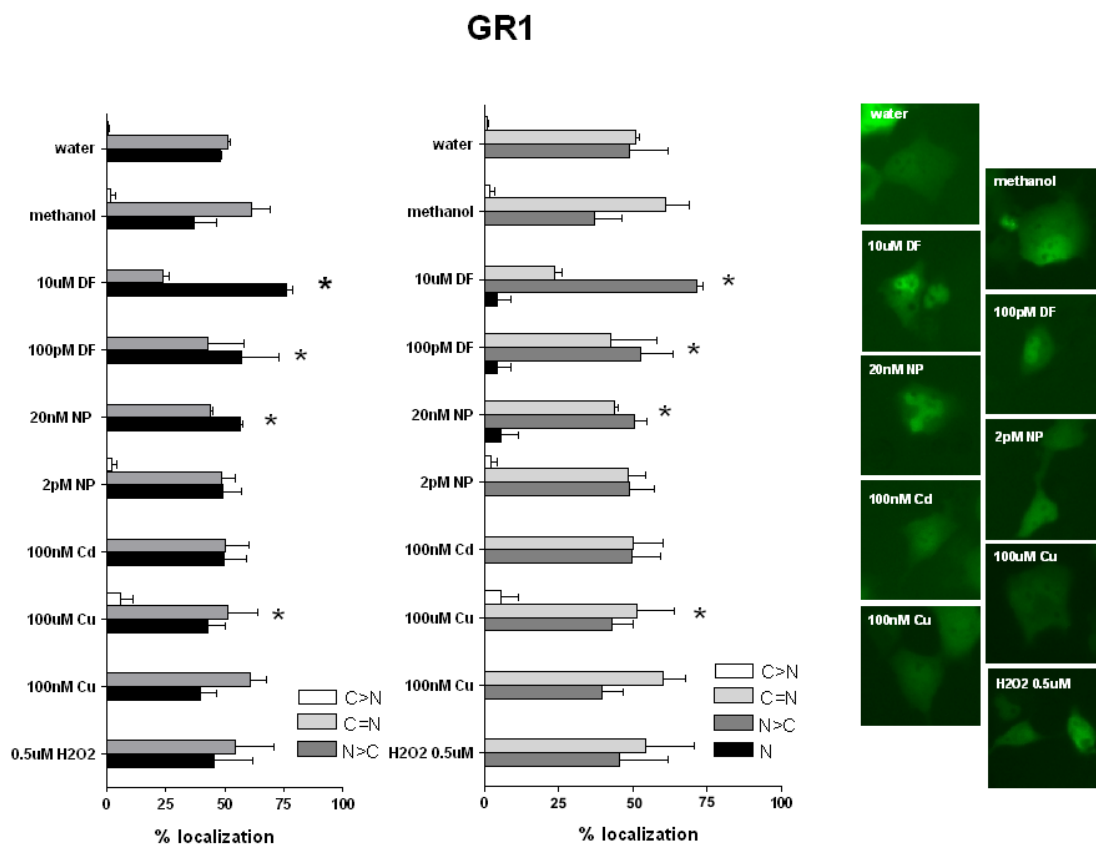 GR1
water
methanol
10uM DF
*
100pM DF
*
20nM NP
*
2pM NP
100nM Cd
100uM Cu
*
100nM Cu
0.5uM H2O2
C>N
C=N
N>C
0
25
50
75
100
% localization
water
methanol
10uM DF
*
100pM DF
*
20nM NP
*
2pM NP
100nM Cd
100uM Cu
*
100nM Cu
H2O2 0.5uM
C>N
C=N
N>C
N
0
25
50
75
100
% localization
water
methanol
10uM DF
100pM DF
20nM NP
2pM NP
100nM Cd
100uM Cu
100nM Cu
H2O2 0.5uM